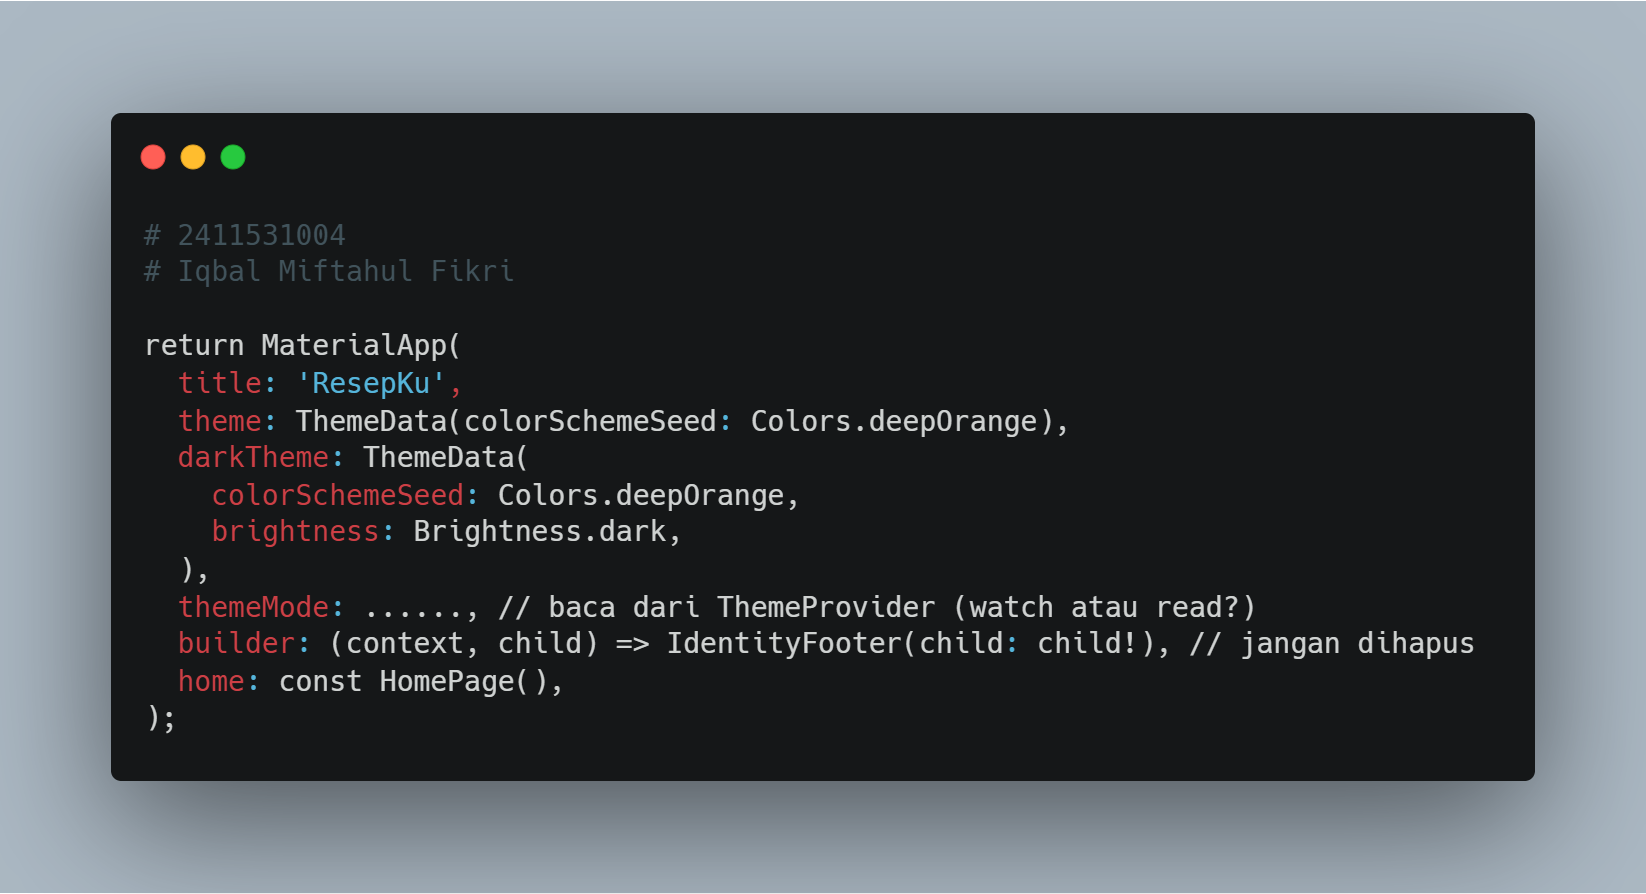 # 2411531004
# Iqbal Miftahul Fikri

return MaterialApp(
  title: 'ResepKu',
  theme: ThemeData(colorSchemeSeed: Colors.deepOrange),
  darkTheme: ThemeData(
    colorSchemeSeed: Colors.deepOrange,
    brightness: Brightness.dark,
  ),
  themeMode: ......, // baca dari ThemeProvider (watch atau read?)
  builder: (context, child) => IdentityFooter(child: child!), // jangan dihapus
  home: const HomePage(),
);